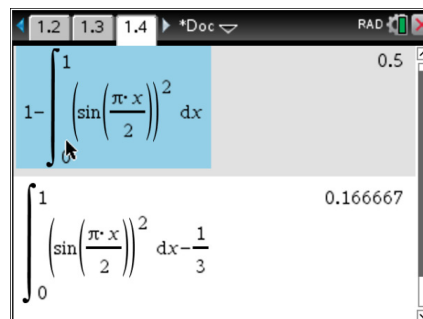 1.2 1.3 1.4 *Doc RAD
1-∫₀¹(sin(π·x/2))² dx 0.5
∫₀¹(sin(π·x/2))² dx-1/3 0.166667